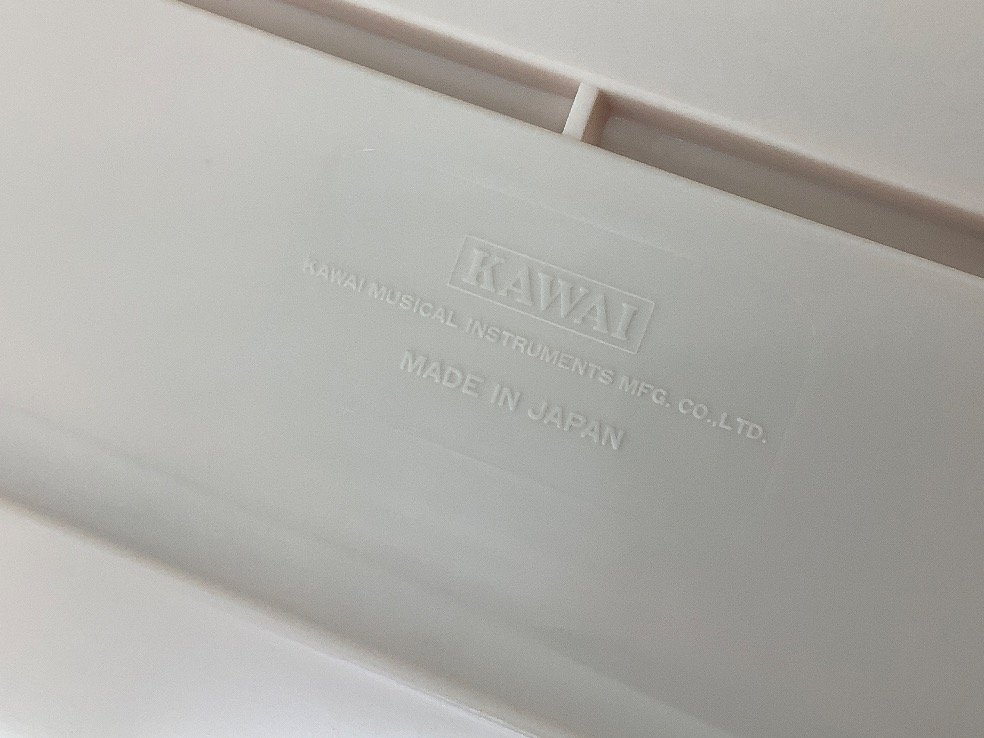 KAWAI
KAWAI MUSICAL INSTRUMENTS MFG. CO.,LTD.
MADE IN JAPAN